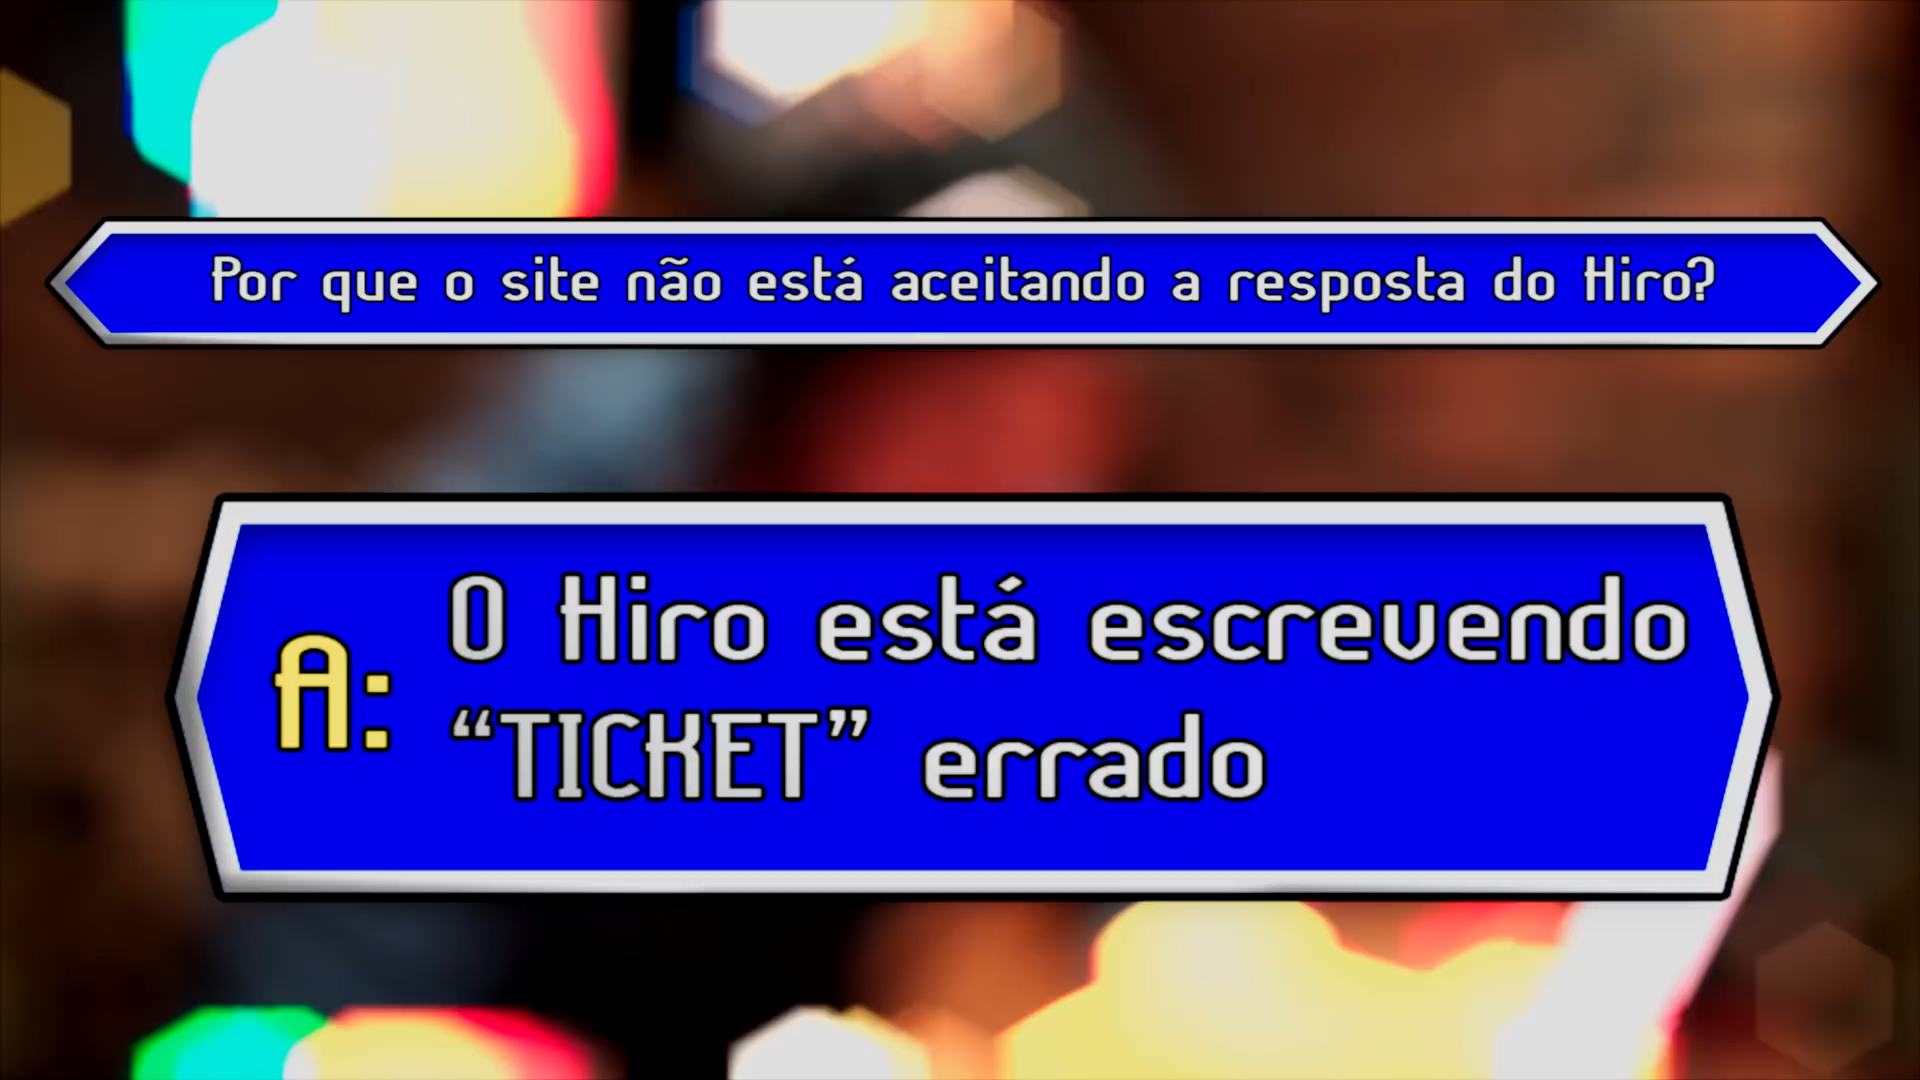 Por que o site não está aceitando a resposta do Hiro?
A: O Hiro está escrevendo
“TICKET” errado